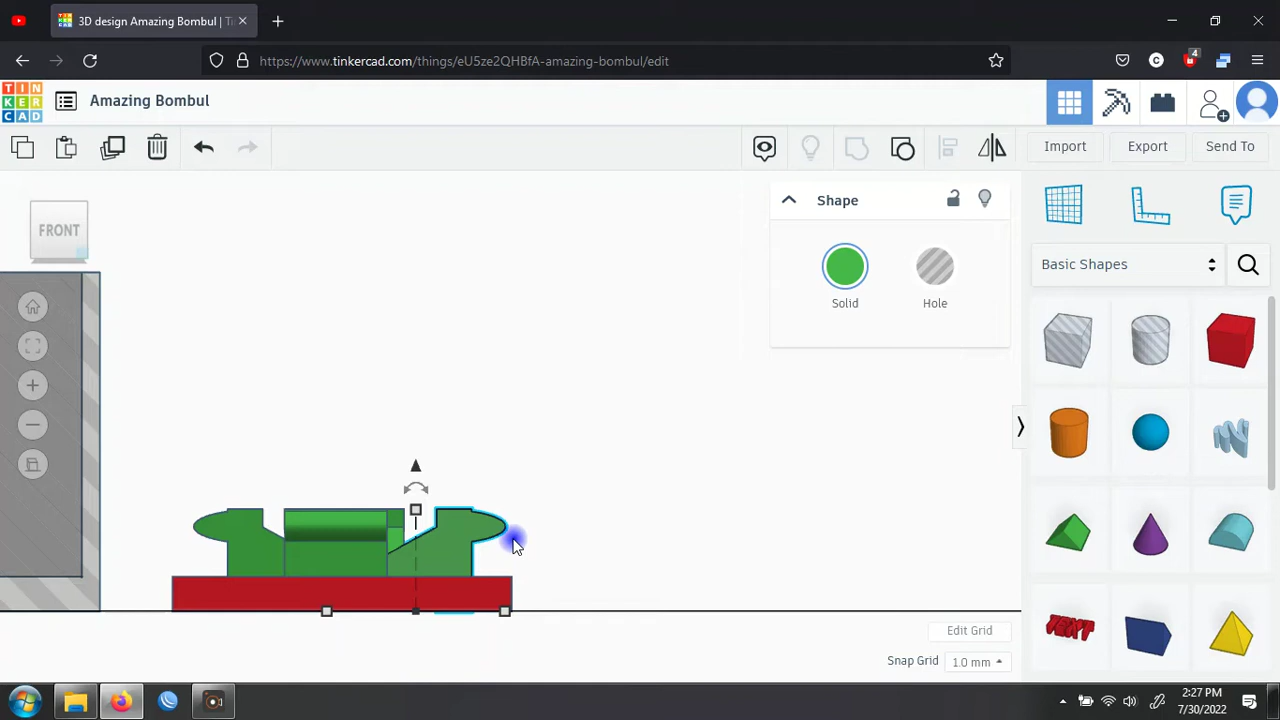 3D design Amazing Bombul | Ti
https://www.tinkercad.com/things/eU5ze2QHBfA-amazing-bombul/edit
4
TIN
KER
CAD
Amazing Bombul
Import
Export
Send To
FRONT
Shape
Solid
Hole
Basic Shapes
TEXT
Edit Grid
Snap Grid
1.0 mm
2:27 PM
7/30/2022